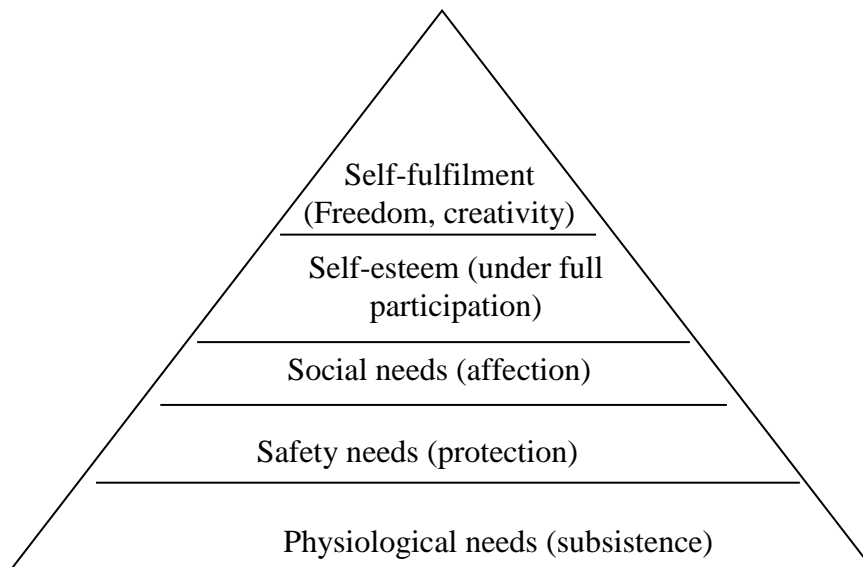 Self-fulfilment
(Freedom, creativity)
Self-esteem (under full
participation)
Social needs (affection)
Safety needs (protection)
Physiological needs (subsistence)